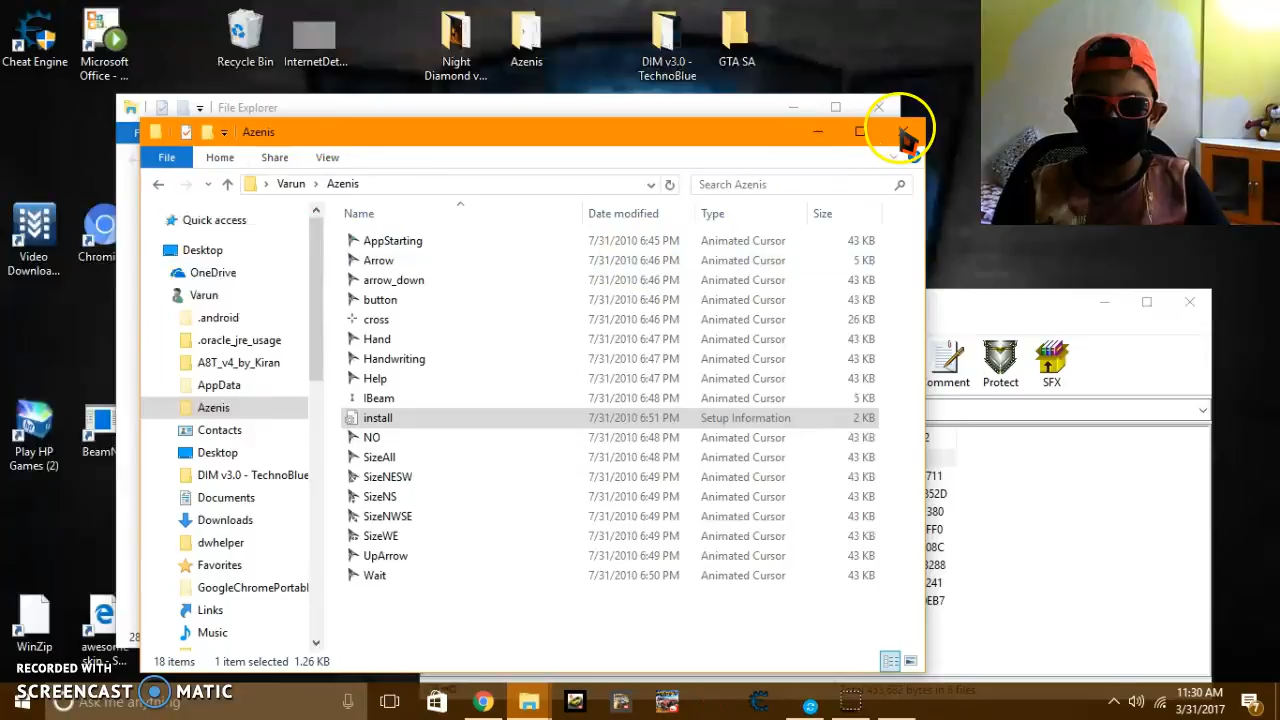 Cheat Engine
Microsoft Office - ...
Recycle Bin
InternetDet...
Night Diamond v...
Azenis
DIM v3.0 - TechnoBlue
GTA SA
File Explorer
Azenis
File Home Share View
Varun > Azenis
Search Azenis
Name Date modified Type Size
Quick access
Desktop
OneDrive
Varun
.android
.oracle_jre_usage
A8T_v4_by_Kiran
AppData
Azenis
Contacts
Desktop
DIM v3.0 - TechnoBlue
Documents
Downloads
dwhelper
Favorites
GoogleChromePortabl
Links
Music
AppStarting 7/31/2010 6:45 PM Animated Cursor 43 KB
Arrow 7/31/2010 6:46 PM Animated Cursor 5 KB
arrow_down 7/31/2010 6:46 PM Animated Cursor 43 KB
button 7/31/2010 6:46 PM Animated Cursor 43 KB
cross 7/31/2010 6:46 PM Animated Cursor 26 KB
Hand 7/31/2010 6:47 PM Animated Cursor 43 KB
Handwriting 7/31/2010 6:47 PM Animated Cursor 43 KB
Help 7/31/2010 6:47 PM Animated Cursor 43 KB
IBeam 7/31/2010 6:48 PM Animated Cursor 5 KB
install 7/31/2010 6:51 PM Setup Information 2 KB
NO 7/31/2010 6:48 PM Animated Cursor 43 KB
SizeAll 7/31/2010 6:48 PM Animated Cursor 43 KB
SizeNESW 7/31/2010 6:49 PM Animated Cursor 43 KB
SizeNS 7/31/2010 6:49 PM Animated Cursor 43 KB
SizeNWSE 7/31/2010 6:49 PM Animated Cursor 43 KB
SizeWE 7/31/2010 6:49 PM Animated Cursor 43 KB
UpArrow 7/31/2010 6:49 PM Animated Cursor 43 KB
Wait 7/31/2010 6:50 PM Animated Cursor 43 KB
18 items 1 item selected 1.26 KB
Protect SFX
Video Downloa...
Chromi
Play HP Games (2)
BeamN
WinZip
awesome skin - S...
RECORDED WITH
SCREENCAST MATIC
11:30 AM
3/31/2017